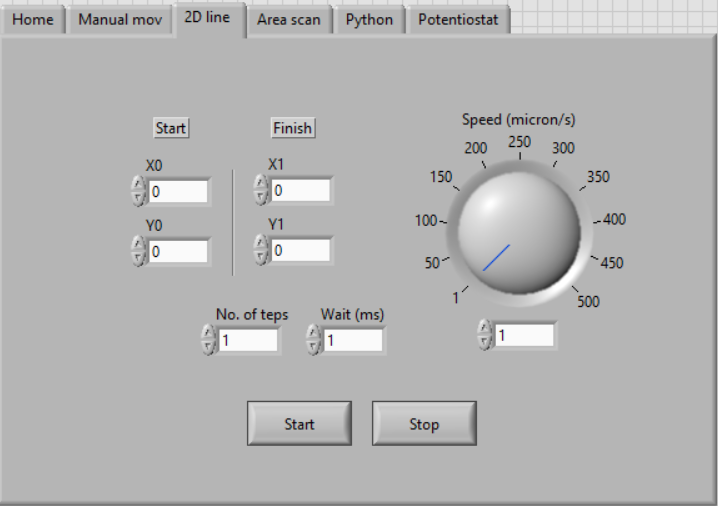 Home Manual mov 2D line Area scan Python Potentiostat
Start Finish
Speed (micron/s)
X0 X1
0 0
Y0 Y1
0 0
1 50 100 150 200 250 300 350 400 450 500
No. of teps Wait (ms)
1 1 1
Start Stop